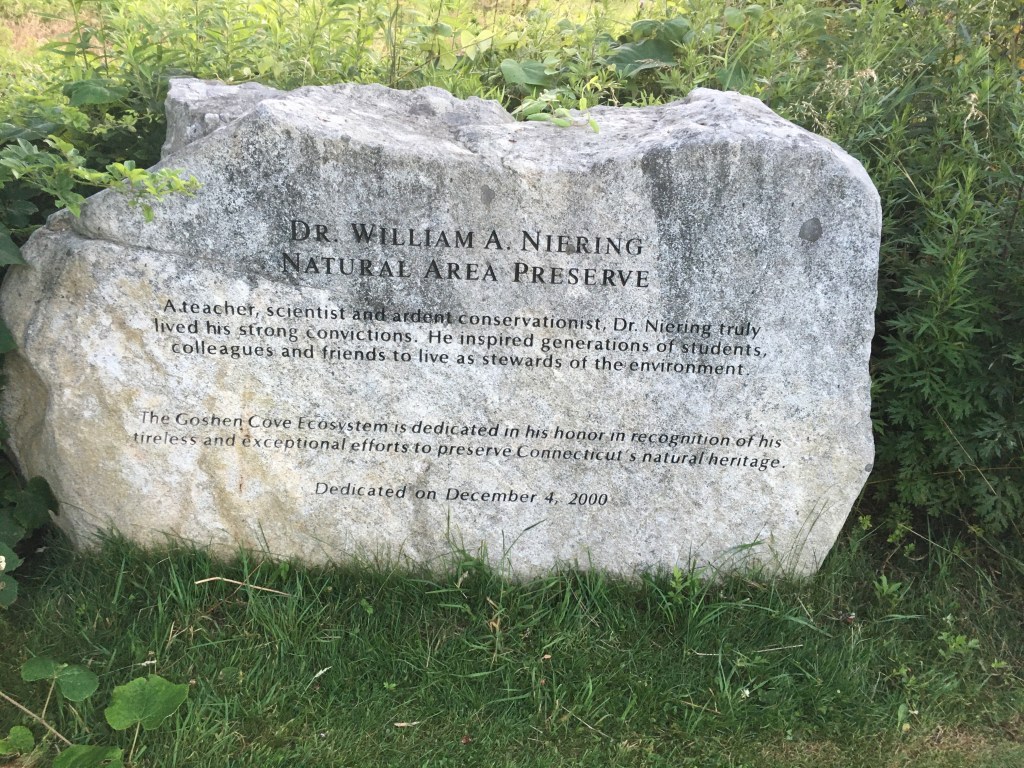 DR. WILLIAM A. NIERING
NATURAL AREA PRESERVE
A teacher, scientist and ardent conservationist, Dr. Niering truly
lived his strong convictions. He inspired generations of students,
colleagues and friends to live as stewards of the environment.
The Goshen Cove Ecosystem is dedicated in his honor in recognition of his
tireless and exceptional efforts to preserve Connecticut's natural heritage.
Dedicated on December 4, 2000